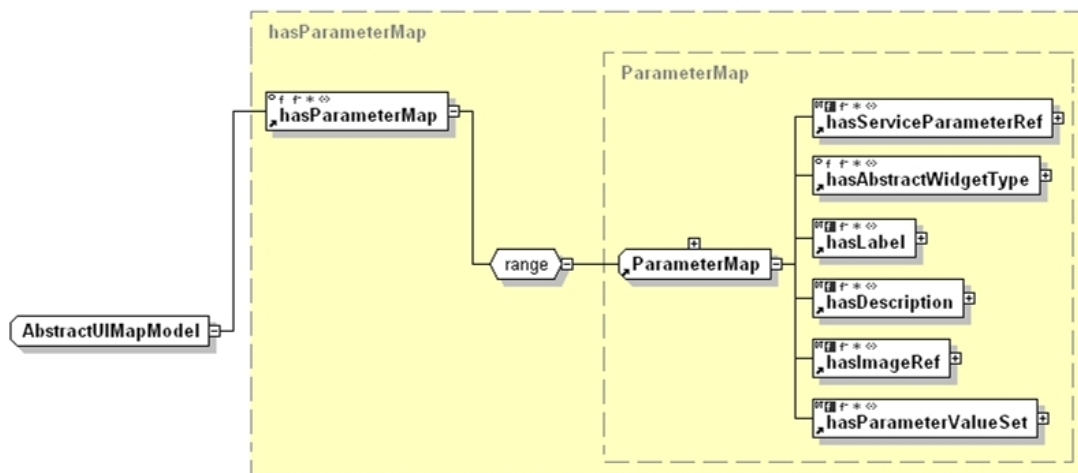 hasParameterMap
ParameterMap
hasParameterMap
hasServiceParameterRef
hasAbstractWidgetType
hasLabel
range
ParameterMap
hasDescription
AbstractUIMapModel
hasImageRef
hasParameterValueSet